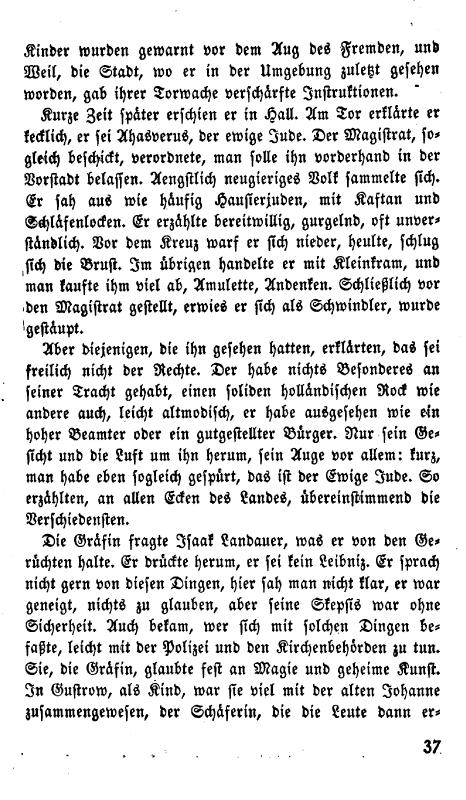 Kinder wurden gewarnt vor dem Aug des Fremden, und
Weil, die Stadt, wo er in der Umgebung zuletzt gesehen
worden, gab ihrer Torwache verschärfte Instruktionen.
Kurze Zeit später erschien er in Hall. Am Tor erklärte er
kecklich, er sei Ahasverus, der ewige Jude. Der Magistrat, so-
gleich beschickt, verordnete, man solle ihn vorderhand in der
Vorstadt belassen. Aengstlich neugieriges Volk sammelte sich.
Er sah aus wie häufig Hausierjuden, mit Kaftan und
Schläfenlocken. Er erzählte bereitwillig, gurgelnd, oft unver-
ständlich. Vor dem Kreuz warf er sich nieder, heulte, schlug
sich die Brust. Im übrigen handelte er mit Kleinkram, und
man kaufte ihm viel ab, Amulette, Andenken. Schließlich vor
den Magistrat gestellt, erwies er sich als Schwindler, wurde
gestäupt.
Aber diejenigen, die ihn gesehen hatten, erklärten, das sei
freilich nicht der Rechte. Der habe nichts Besonderes an
seiner Tracht gehabt, einen soliden holländischen Rock wie
andere auch, leicht altmodisch, er habe ausgesehen wie ein
hoher Beamter oder ein gutgestellter Bürger. Nur sein Ge-
sicht und die Luft um ihn herum, sein Auge vor allem: kurz,
man habe eben sogleich gespürt, das ist der Ewige Jude. So
erzählten, an allen Ecken des Landes, übereinstimmend die
Verschiedensten.
Die Gräfin fragte Isaak Landauer, was er von den Ge-
rüchten halte. Er drückte herum, er sei kein Leibniz. Er sprach
nicht gern von diesen Dingen, hier sah man nicht klar, er war
geneigt, nichts zu glauben, aber seine Skepsis war ohne
Sicherheit. Auch bekam, wer sich mit solchen Dingen be-
faßte, leicht mit der Polizei und den Kirchenbehörden zu tun.
Sie, die Gräfin, glaubte fest an Magie und geheime Kunst.
In Gustrow, als Kind, war sie viel mit der alten Johanne
zusammengewesen, der Schäferin, die die Leute dann er-
37